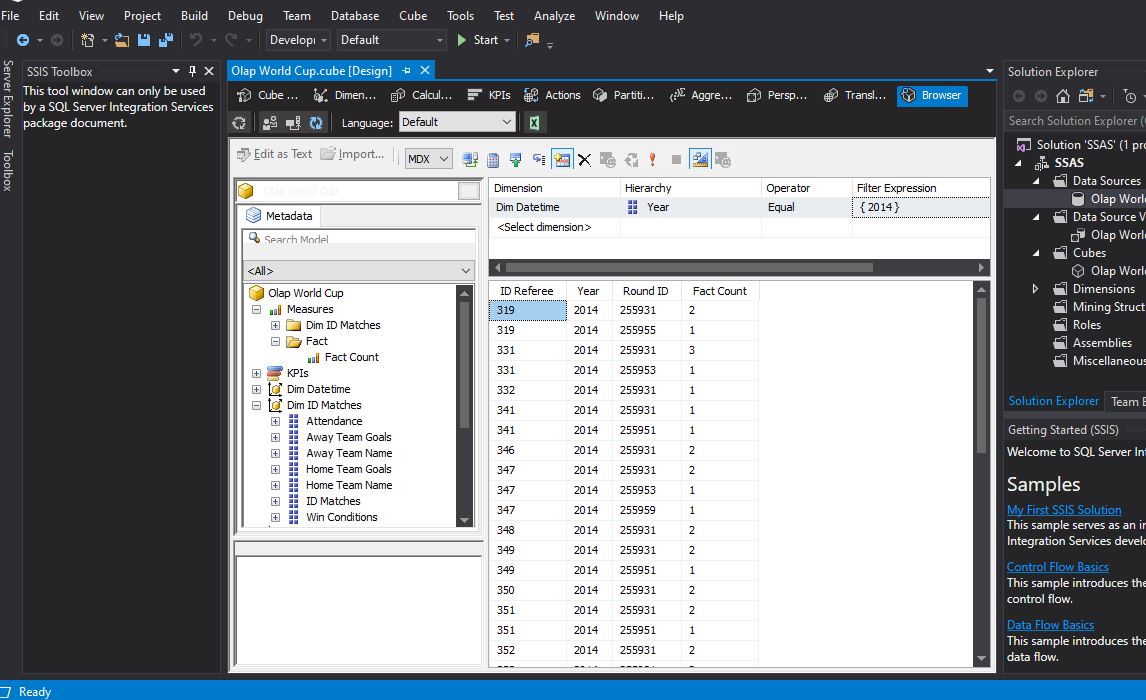 File Edit View Project Build Debug Team Database Cube Tools Test Analyze Window Help
Developi Default Start
Server Explorer
Toolbox
SSIS Toolbox
This tool window can only be used
by a SQL Server Integration Services
package document.
Olap World Cup.cube [Design]
Cube ... Dimen... Calcul... KPIs Actions Partiti... Aggre... Persp... Transl... Browser
Language: Default
Edit as Text Import... MDX
Olap World Cup
Metadata
Search Model
<All>
Olap World Cup
Measures
Dim ID Matches
Fact
Fact Count
KPIs
Dim Datetime
Dim ID Matches
Attendance
Away Team Goals
Away Team Name
Home Team Goals
Home Team Name
ID Matches
Win Conditions
Dimension Hierarchy Operator Filter Expression
Dim Datetime Year Equal { 2014 }
<Select dimension>
ID Referee Year Round ID Fact Count
319 2014 255931 2
319 2014 255955 1
331 2014 255931 3
331 2014 255953 1
332 2014 255931 1
341 2014 255931 1
341 2014 255951 1
346 2014 255931 2
347 2014 255931 2
347 2014 255953 1
347 2014 255959 1
348 2014 255931 2
349 2014 255931 2
349 2014 255951 1
350 2014 255931 2
351 2014 255931 2
351 2014 255951 1
352 2014 255931 2
Solution Explorer
Search Solution Explorer (
Solution 'SSAS' (1 pro
SSAS
Data Sources
Olap Worl
Data Source V
Olap Worl
Cubes
Olap Worl
Dimensions
Mining Struct
Roles
Assemblies
Miscellaneous
Solution Explorer Team E
Getting Started (SSIS)
Welcome to SQL Server Int
Samples
My First SSIS Solution
This sample serves as an in
Integration Services develo
Control Flow Basics
This sample introduces the
control flow.
Data Flow Basics
This sample introduces the
data flow.
Ready